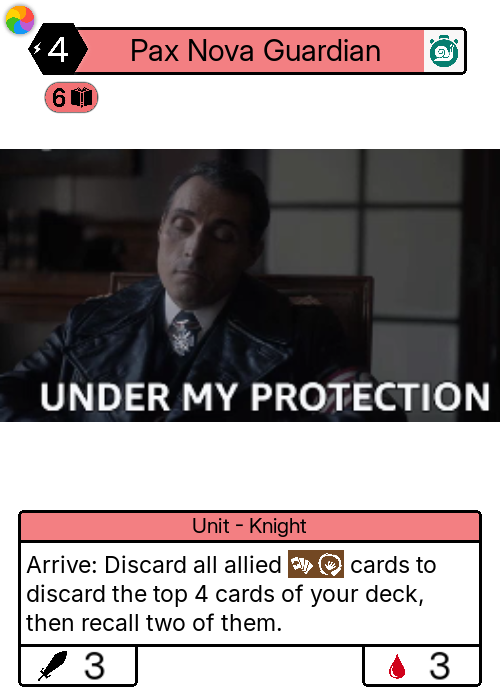 4
Pax Nova Guardian
6
UNDER MY PROTECTION
Unit - Knight
Arrive: Discard all allied cards to
discard the top 4 cards of your deck,
then recall two of them.
3
3